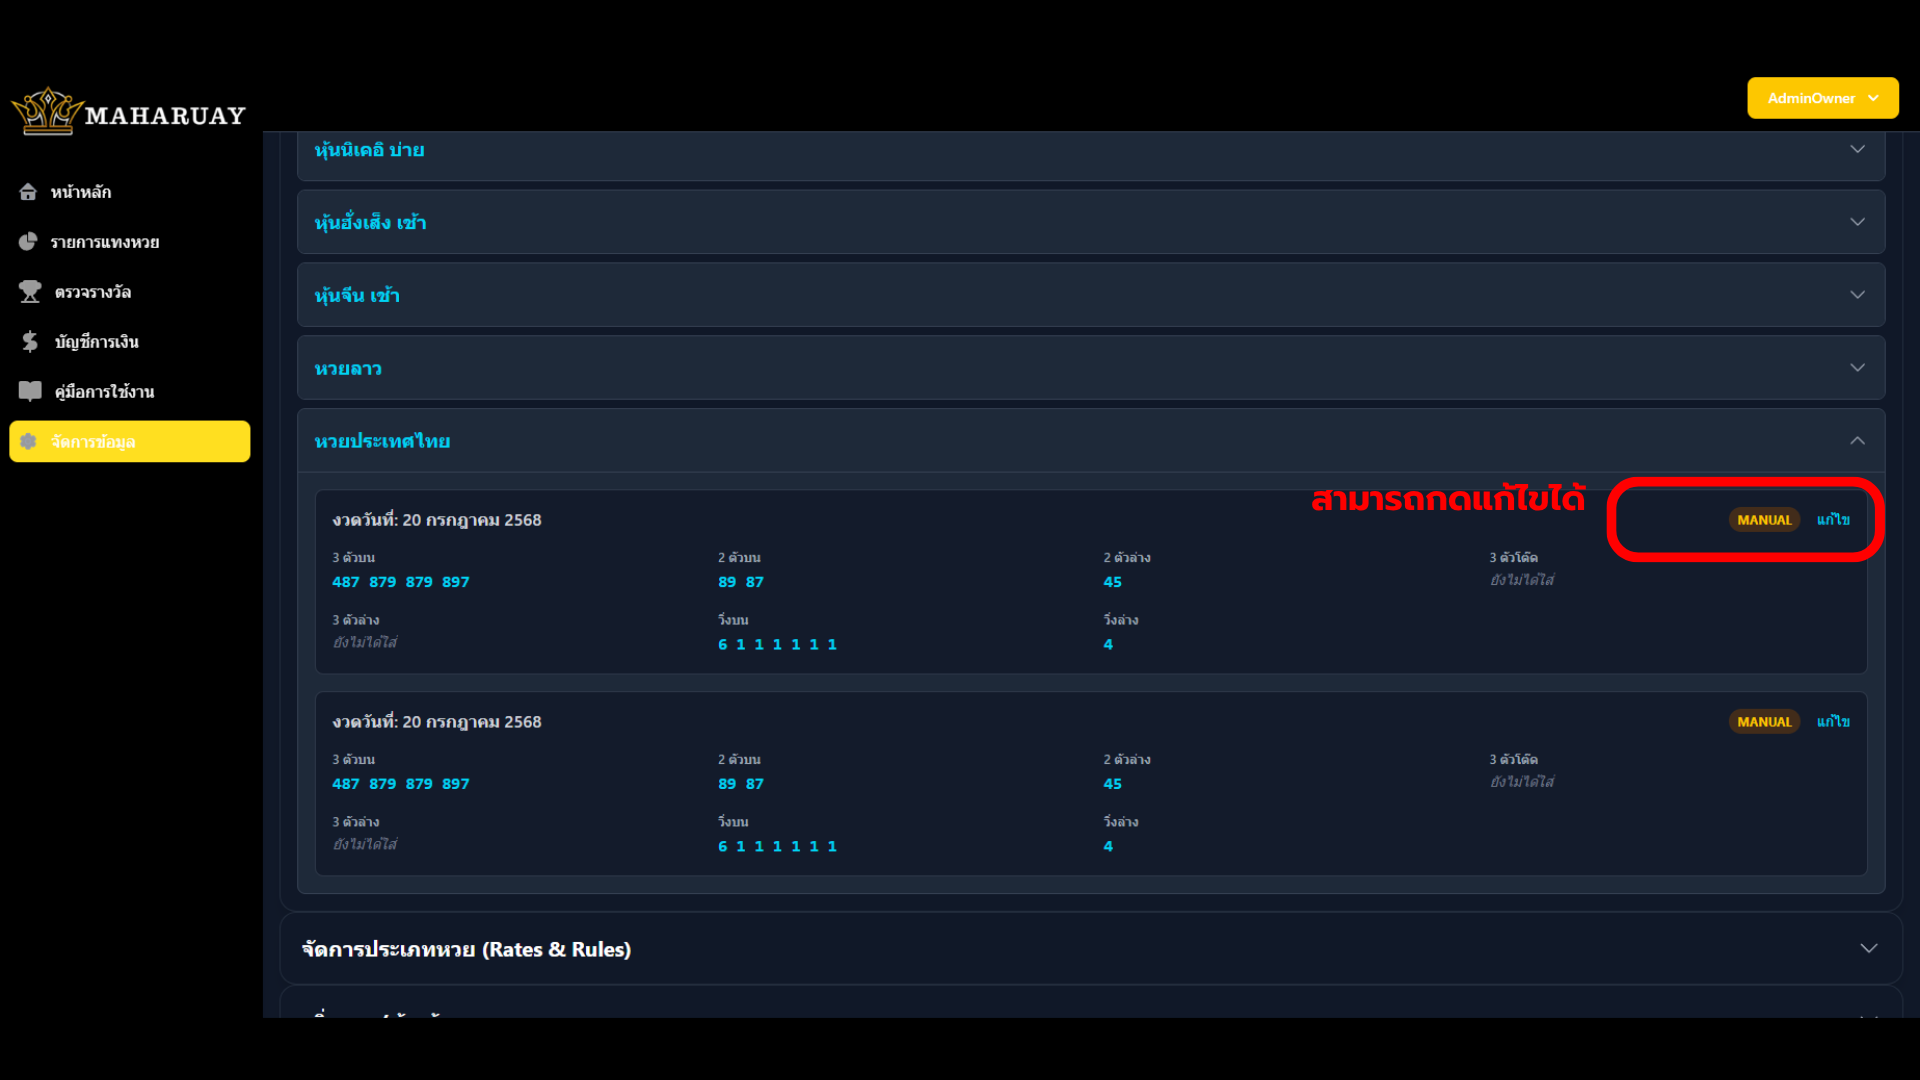 MAHARUAY
AdminOwner
หน้าหลัก
รายการแทงหวย
ตรวจรางวัล
บัญชีการเงิน
คู่มือการใช้งาน
จัดการข้อมูล
หุ้นนิเคอิ บ่าย
หุ้นฮั่งเส็ง เช้า
หุ้นจีน เช้า
หวยลาว
หวยประเทศไทย
สามารถกดแก้ไขได้
งวดวันที่: 20 กรกฎาคม 2568
MANUAL แก้ไข
3 ตัวบน 2 ตัวบน 2 ตัวล่าง 3 ตัวโต๊ด
487 879 879 897 89 87 45 ยังไม่ได้ใส่
3 ตัวล่าง วิ่งบน วิ่งล่าง
ยังไม่ได้ใส่ 6 1 1 1 1 1 1 4
งวดวันที่: 20 กรกฎาคม 2568
MANUAL แก้ไข
3 ตัวบน 2 ตัวบน 2 ตัวล่าง 3 ตัวโต๊ด
487 879 879 897 89 87 45 ยังไม่ได้ใส่
3 ตัวล่าง วิ่งบน วิ่งล่าง
ยังไม่ได้ใส่ 6 1 1 1 1 1 1 4
จัดการประเภทหวย (Rates & Rules)